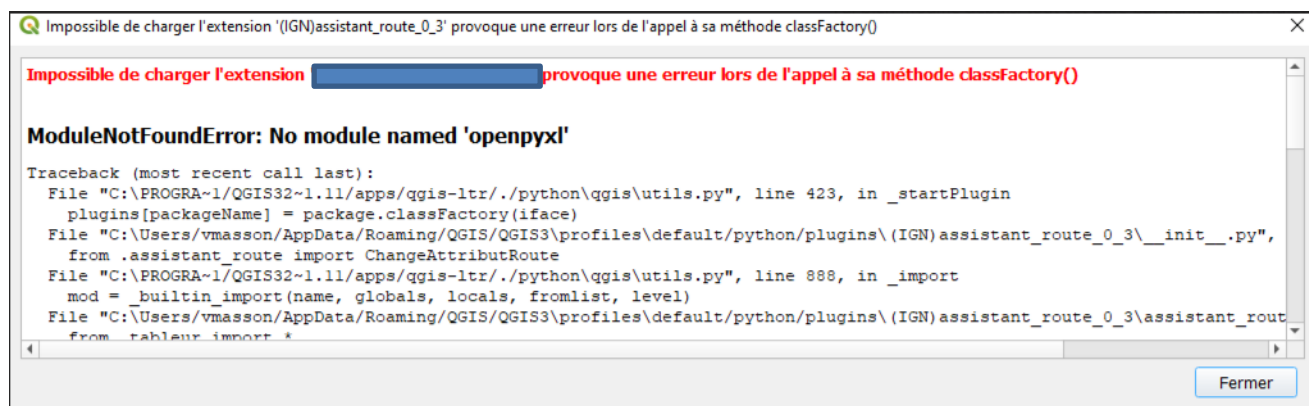 Impossible de charger l'extension '(IGN)assistant_route_0_3' provoque une erreur lors de l'appel à sa méthode classFactory()
Impossible de charger l'extension provoque une erreur lors de l'appel à sa méthode classFactory()
ModuleNotFoundError: No module named 'openpyxl'
Traceback (most recent call last):
File "C:\PROGRA~1/QGIS32~1.11/apps/qgis-ltr/./python\qgis\utils.py", line 423, in _startPlugin
plugins[packageName] = package.classFactory(iface)
File "C:\Users/vmasson/AppData/Roaming/QGIS/QGIS3\profiles\default/python/plugins\(IGN)assistant_route_0_3\__init__.py",
from .assistant_route import ChangeAttributRoute
File "C:\PROGRA~1/QGIS32~1.11/apps/qgis-ltr/./python\qgis\utils.py", line 888, in _import
mod = _builtin_import(name, globals, locals, fromlist, level)
File "C:\Users/vmasson/AppData/Roaming/QGIS/QGIS3\profiles\default/python/plugins\(IGN)assistant_route_0_3\assistant_rout
from .tableur import *
Fermer